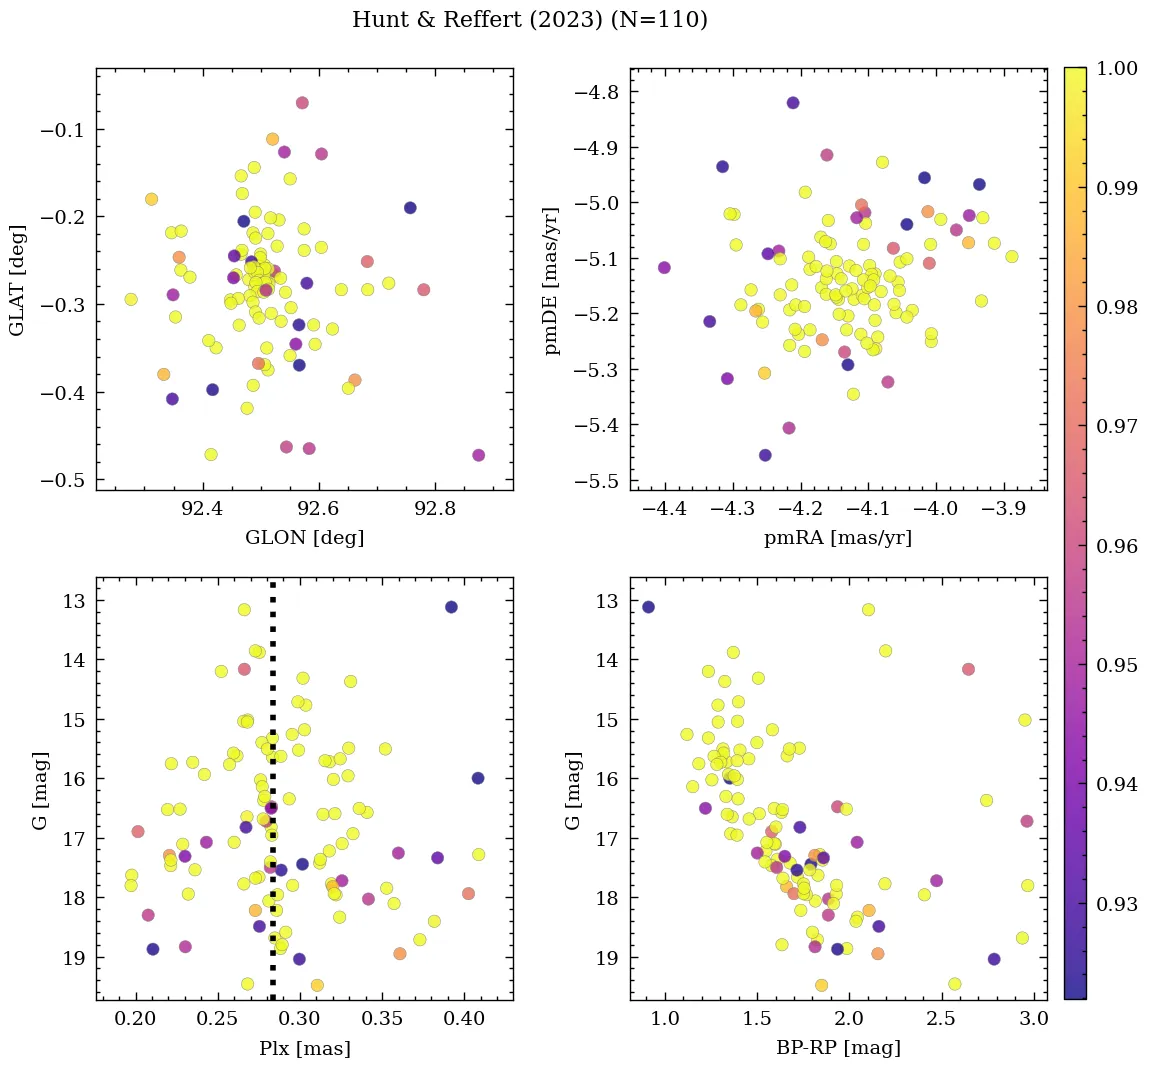 Hunt & Reffert (2023) (N=110)
−0.1
−0.2
−0.3
−0.4
−0.5
GLAT [deg]
92.4 92.6 92.8
GLON [deg]
−4.8
−4.9
−5.0
−5.1
−5.2
−5.3
−5.4
−5.5
pmDE [mas/yr]
−4.4 −4.3 −4.2 −4.1 −4.0 −3.9
pmRA [mas/yr]
1.00
0.99
0.98
0.97
0.96
0.95
0.94
0.93
13
14
15
16
17
18
19
G [mag]
0.20 0.25 0.30 0.35 0.40
Plx [mas]
13
14
15
16
17
18
19
G [mag]
1.0 1.5 2.0 2.5 3.0
BP-RP [mag]